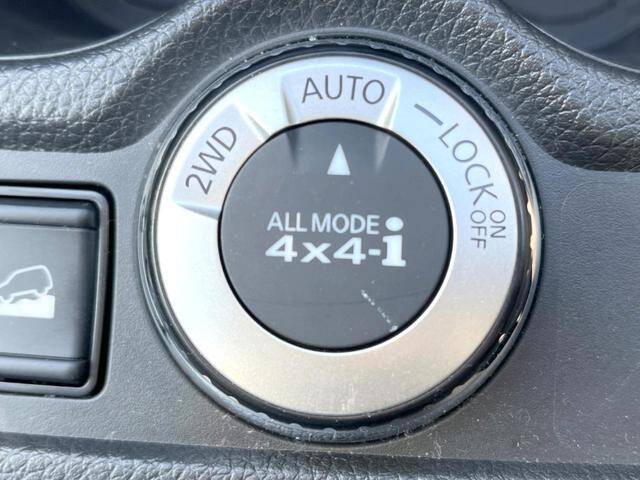 2WD
AUTO
LOCK
ON
OFF
ALL MODE
4x4-i